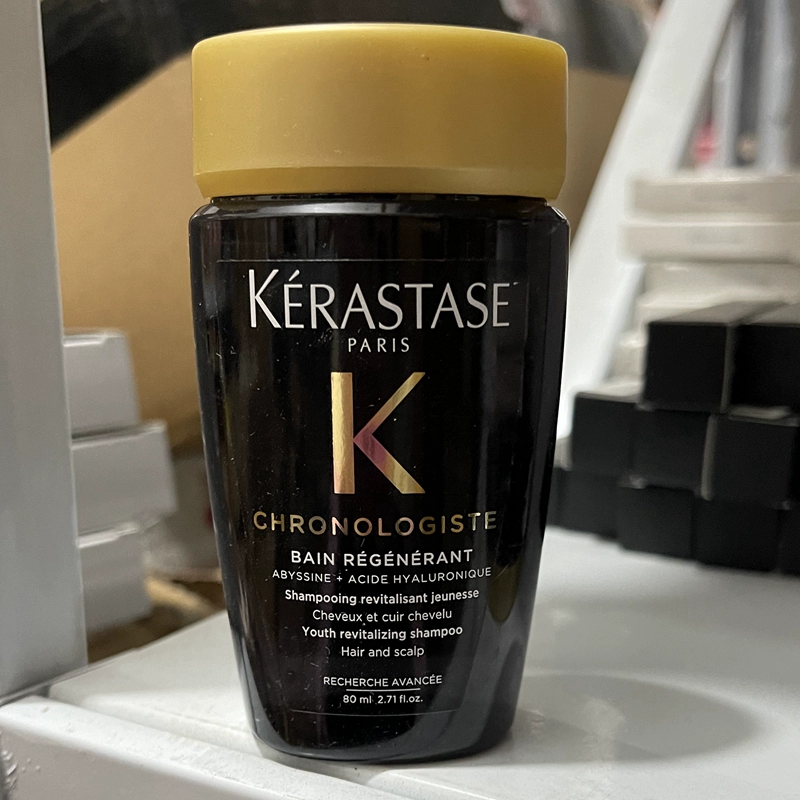 KÉRASTASE
PARIS
K
CHRONOLOGISTE
BAIN RÉGÉNÉRANT
ABYSSINE + ACIDE HYALURONIQUE
Shampooing revitalisant jeunesse
Cheveux et cuir chevelu
Youth revitalizing shampoo
Hair and scalp
RECHERCHE AVANCÉE
80 ml 2.71 fl.oz.